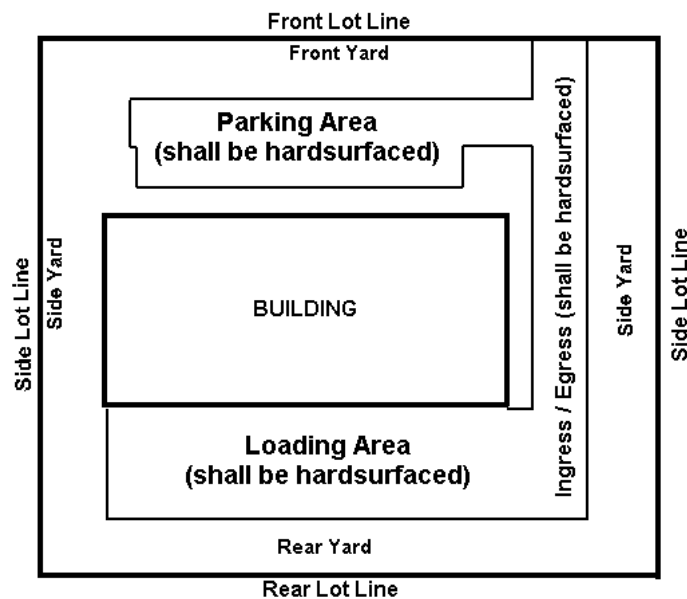 Front Lot Line
Front Yard
Parking Area
(shall be hardsurfaced)
Side Lot Line
Side Yard
BUILDING
Ingress / Egress (shall be hardsurfaced)
Side Yard
Side Lot Line
Loading Area
(shall be hardsurfaced)
Rear Yard
Rear Lot Line